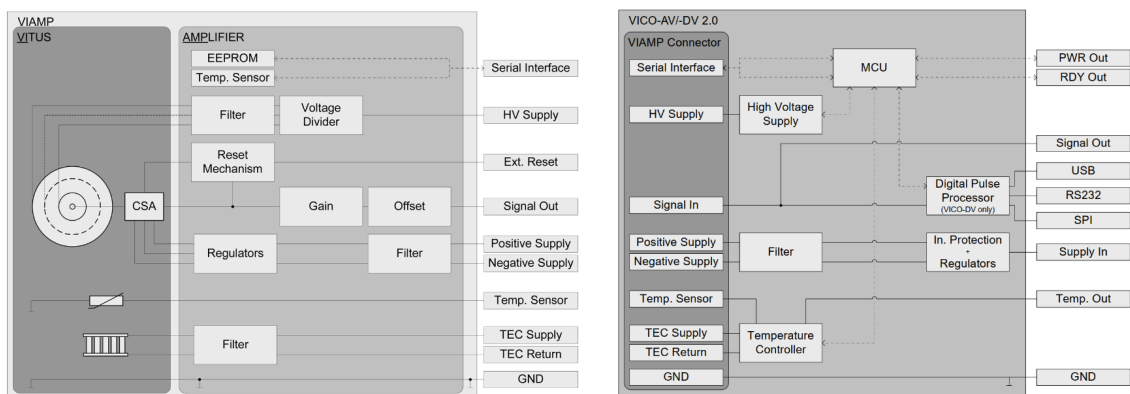 VIAMP
VITUS
AMPLIFIER
EEPROM
Temp. Sensor
Serial Interface
Filter
Voltage
Divider
HV Supply
Reset
Mechanism
Ext. Reset
CSA
Gain
Offset
Signal Out
Regulators
Filter
Positive Supply
Negative Supply
Temp. Sensor
Filter
TEC Supply
TEC Return
GND
VICO-AV/-DV 2.0
VIAMP Connector
Serial Interface
MCU
PWR Out
RDY Out
HV Supply
High Voltage
Supply
Signal Out
Signal In
Digital Pulse
Processor
(VICO-DV only)
USB
RS232
SPI
Positive Supply
Negative Supply
Filter
In. Protection
+
Regulators
Supply In
Temp. Sensor
Temp. Out
TEC Supply
TEC Return
Temperature
Controller
GND
GND